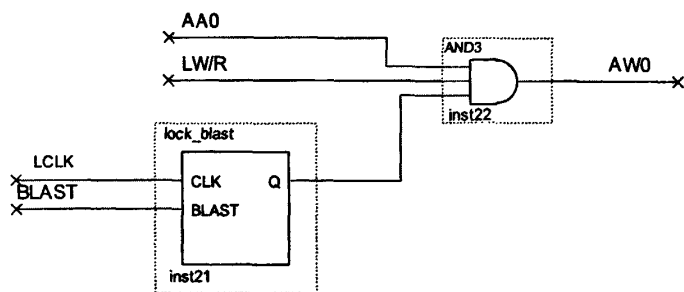 AA0
AND3
LW/R
AW0
inst22
lock_blast
LCLK
CLK Q
BLAST
BLAST
inst21